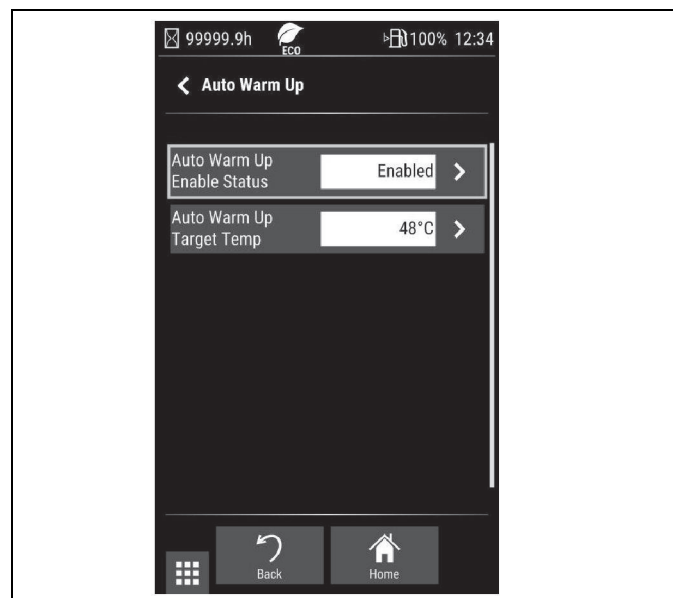 99999.9h ECO 100% 12:34
Auto Warm Up
Auto Warm Up
Enable Status
Enabled
Auto Warm Up
Target Temp
48°C
Back Home